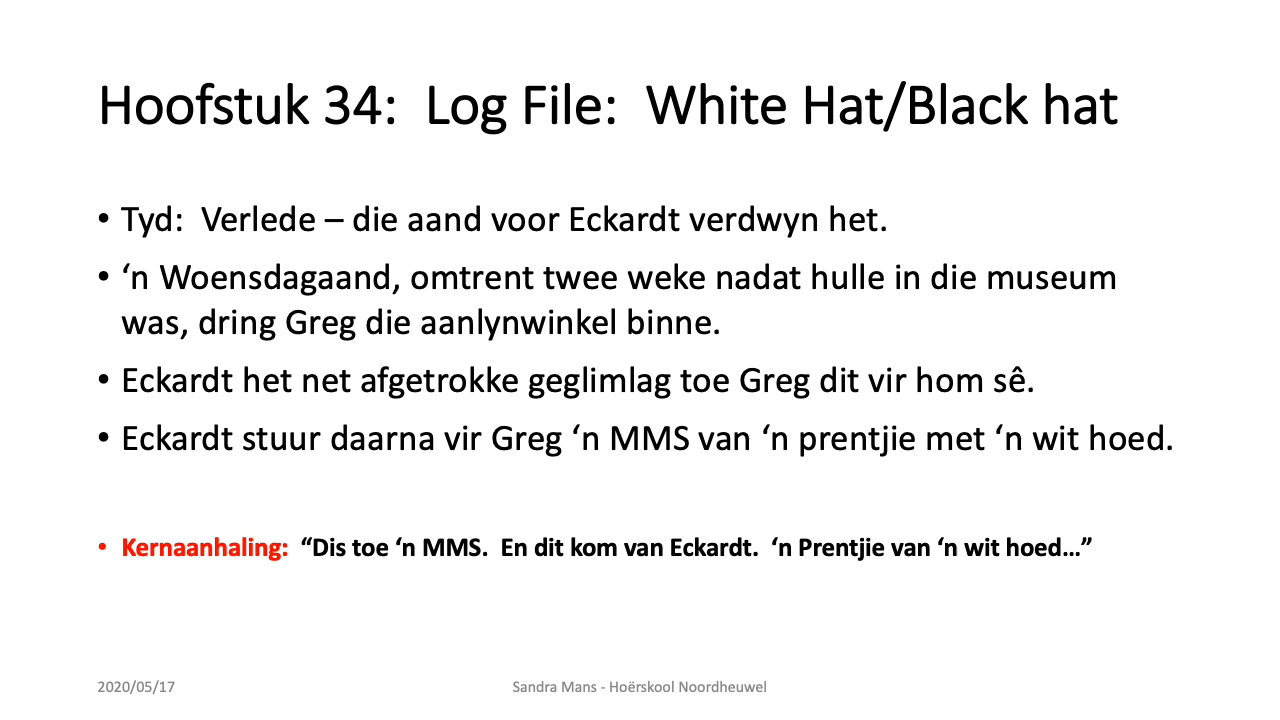 Hoofstuk 34:  Log File:  White Hat/Black hat
• Tyd:  Verlede – die aand voor Eckardt verdwyn het.
• ‘n Woensdagaand, omtrent twee weke nadat hulle in die museum
was, dring Greg die aanlynwinkel binne.
• Eckardt het net afgetrokke geglimlag toe Greg dit vir hom sê.
• Eckardt stuur daarna vir Greg ‘n MMS van ‘n prentjie met ‘n wit hoed.
• Kernaanhaling:  “Dis toe ‘n MMS.  En dit kom van Eckardt.  ‘n Prentjie van ‘n wit hoed…”
2020/05/17
Sandra Mans - Hoërskool Noordheuwel